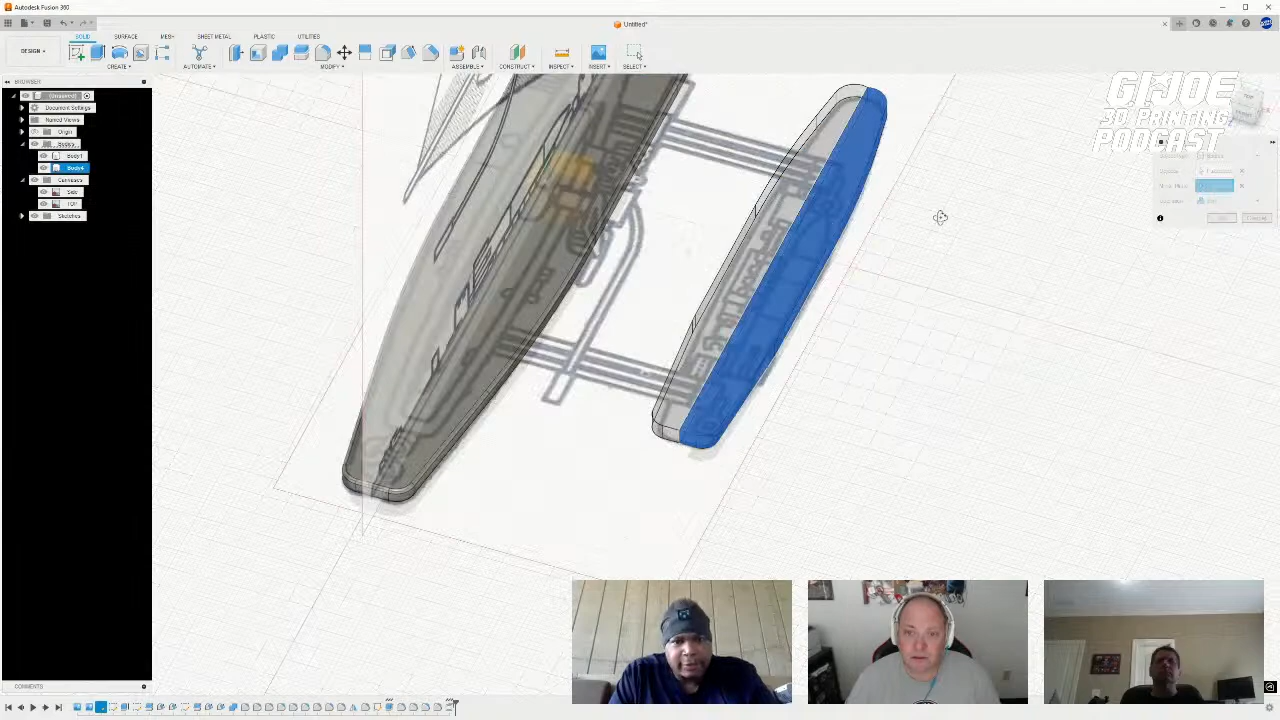 Autodesk Fusion 360
Untitled*
SOLID SURFACE MESH SHEET METAL PLASTIC UTILITIES
DESIGN
CREATE AUTOMATE MODIFY ASSEMBLE CONSTRUCT INSPECT INSERT SELECT
BROWSER
(Unsaved)
Document Settings
Named Views
Origin
Bodies
Body1
Body4
Canvases
Side
TOP
Sketches
GI JOE
3D PRINTING
PODCAST
COMMENTS